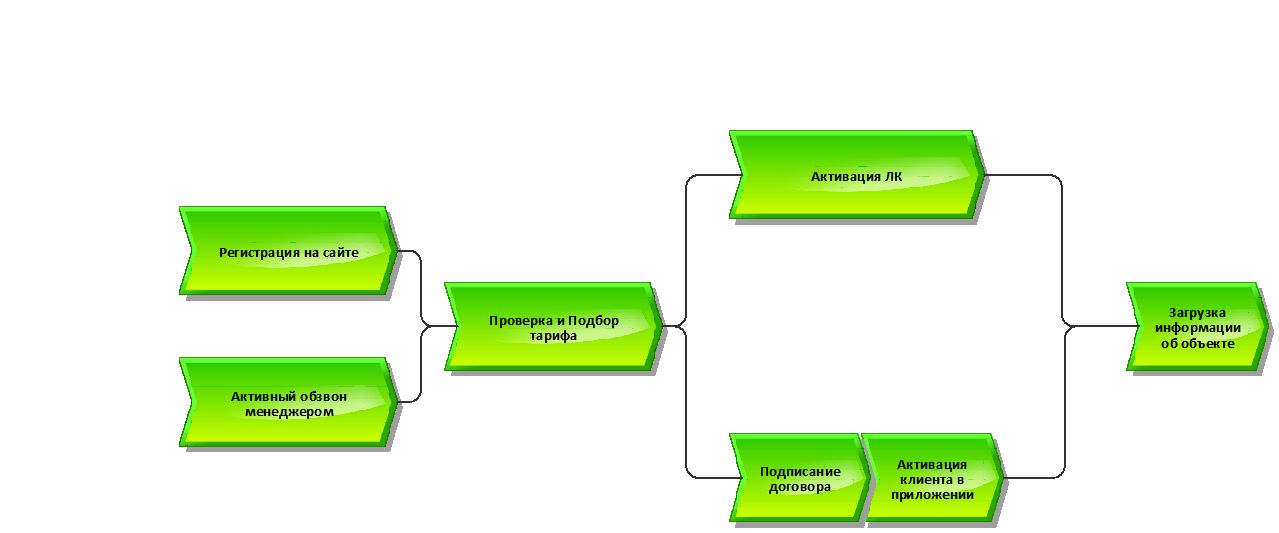 Регистрация на сайте
Активный обзвон
менеджером
Проверка и Подбор
тарифа
Активация ЛК
Подписание
договора
Активация
клиента в
приложении
Загрузка
информации
об объекте